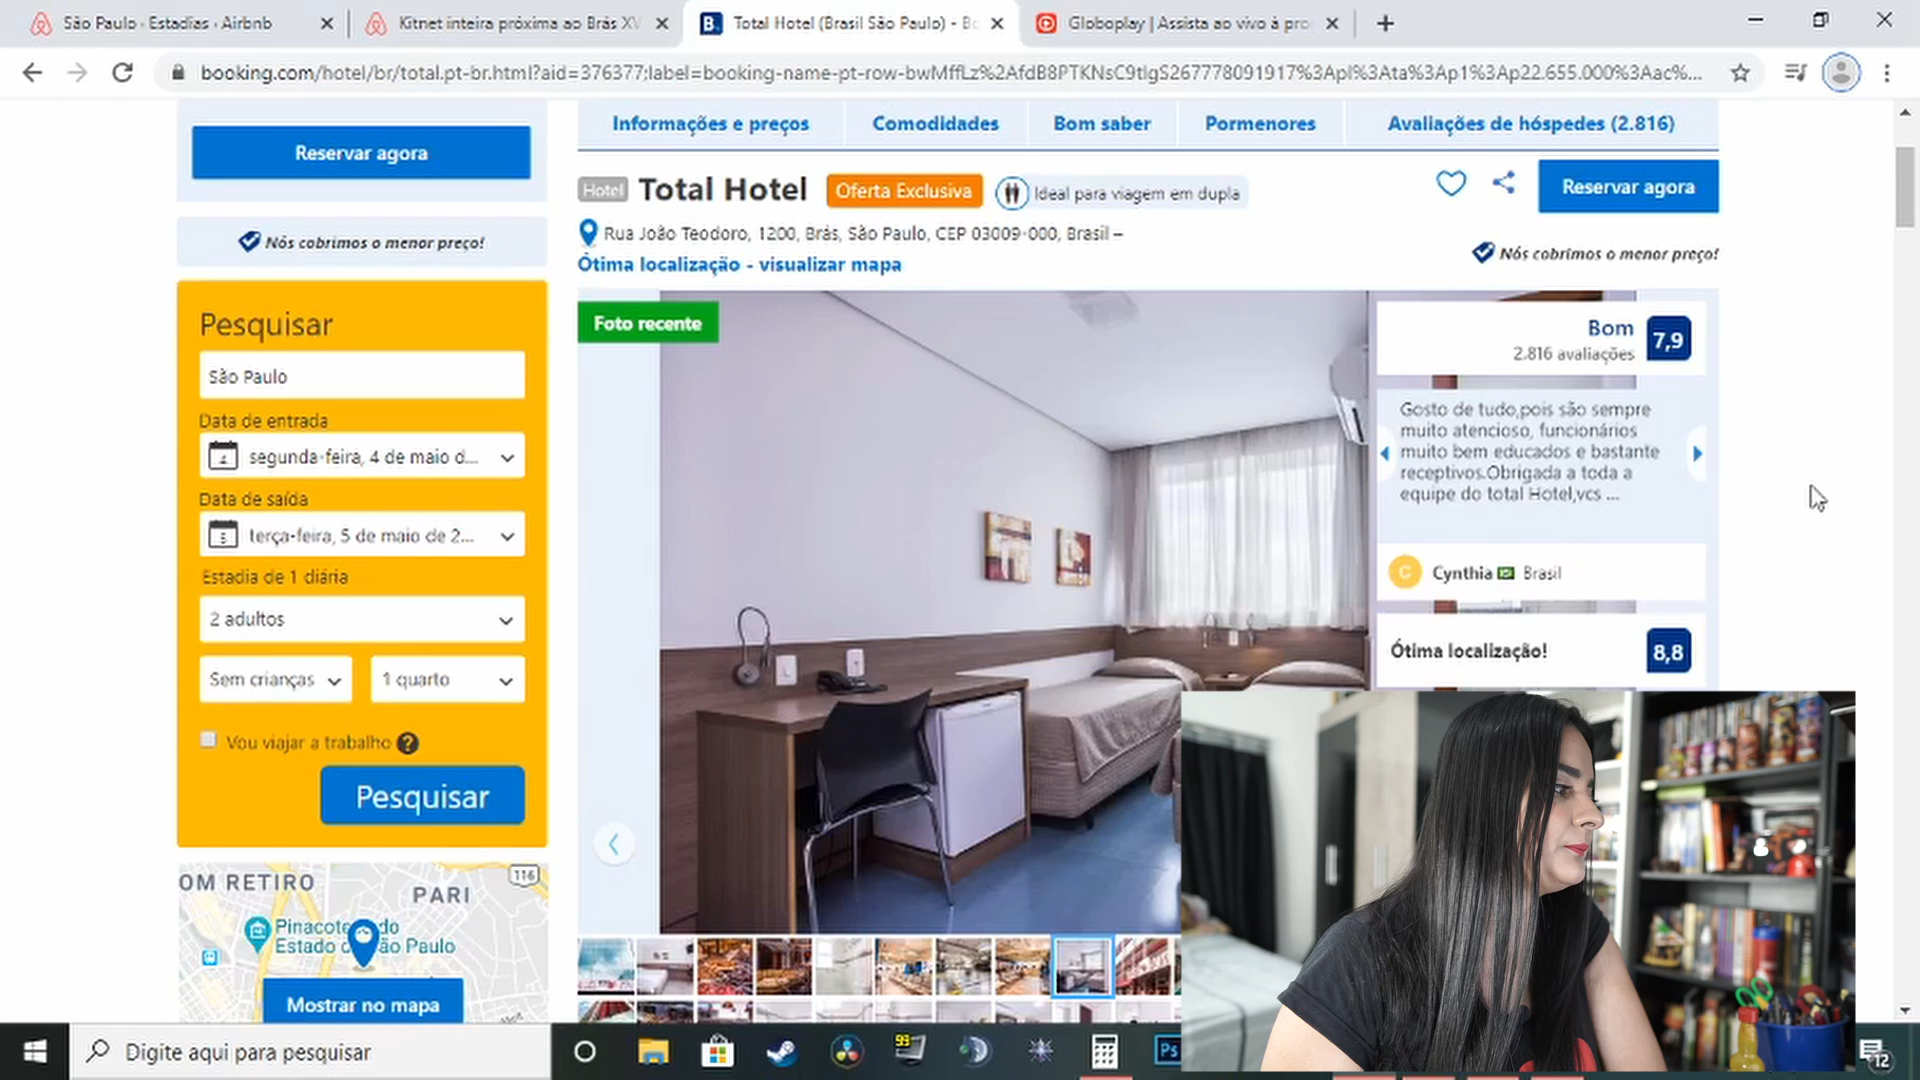 São Paulo · Estadias · Airbnb
Kitnet inteira próxima ao Brás XV
Total Hotel (Brasil São Paulo) - Bo
Globoplay | Assista ao vivo à pro
booking.com/hotel/br/total.pt-br.html?aid=376377;label=booking-name-pt-row-bwMffLz%2AfdB8PTKNsC9tlgS267778091917%3Apl%3Ata%3Ap1%3Ap22.655.000%3Aac%...
Informações e preços
Comodidades
Bom saber
Pormenores
Avaliações de hóspedes (2.816)
Reservar agora
Hotel
Total Hotel
Oferta Exclusiva
Ideal para viagem em dupla
Reservar agora
Rua João Teodoro, 1200, Brás, São Paulo, CEP 03009-000, Brasil –
Ótima localização - visualizar mapa
Nós cobrimos o menor preço!
Nós cobrimos o menor preço!
Pesquisar
São Paulo
Data de entrada
4
segunda-feira, 4 de maio d...
Data de saída
5
terça-feira, 5 de maio de 2...
Estadia de 1 diária
2 adultos
Sem crianças
1 quarto
Vou viajar a trabalho ?
Pesquisar
Foto recente
Bom
7,9
2.816 avaliações
Gosto de tudo,pois são sempre
muito atencioso, funcionários
muito bem educados e bastante
receptivos.Obrigada a toda a
equipe do total Hotel,vcs ...
C
Cynthia
Brasil
Ótima localização!
8,8
OM RETIRO
PARI
116
Pinacote
do
Estado d
ão Paulo
Mostrar no mapa
Digite aqui para pesquisar
99
Ps
12